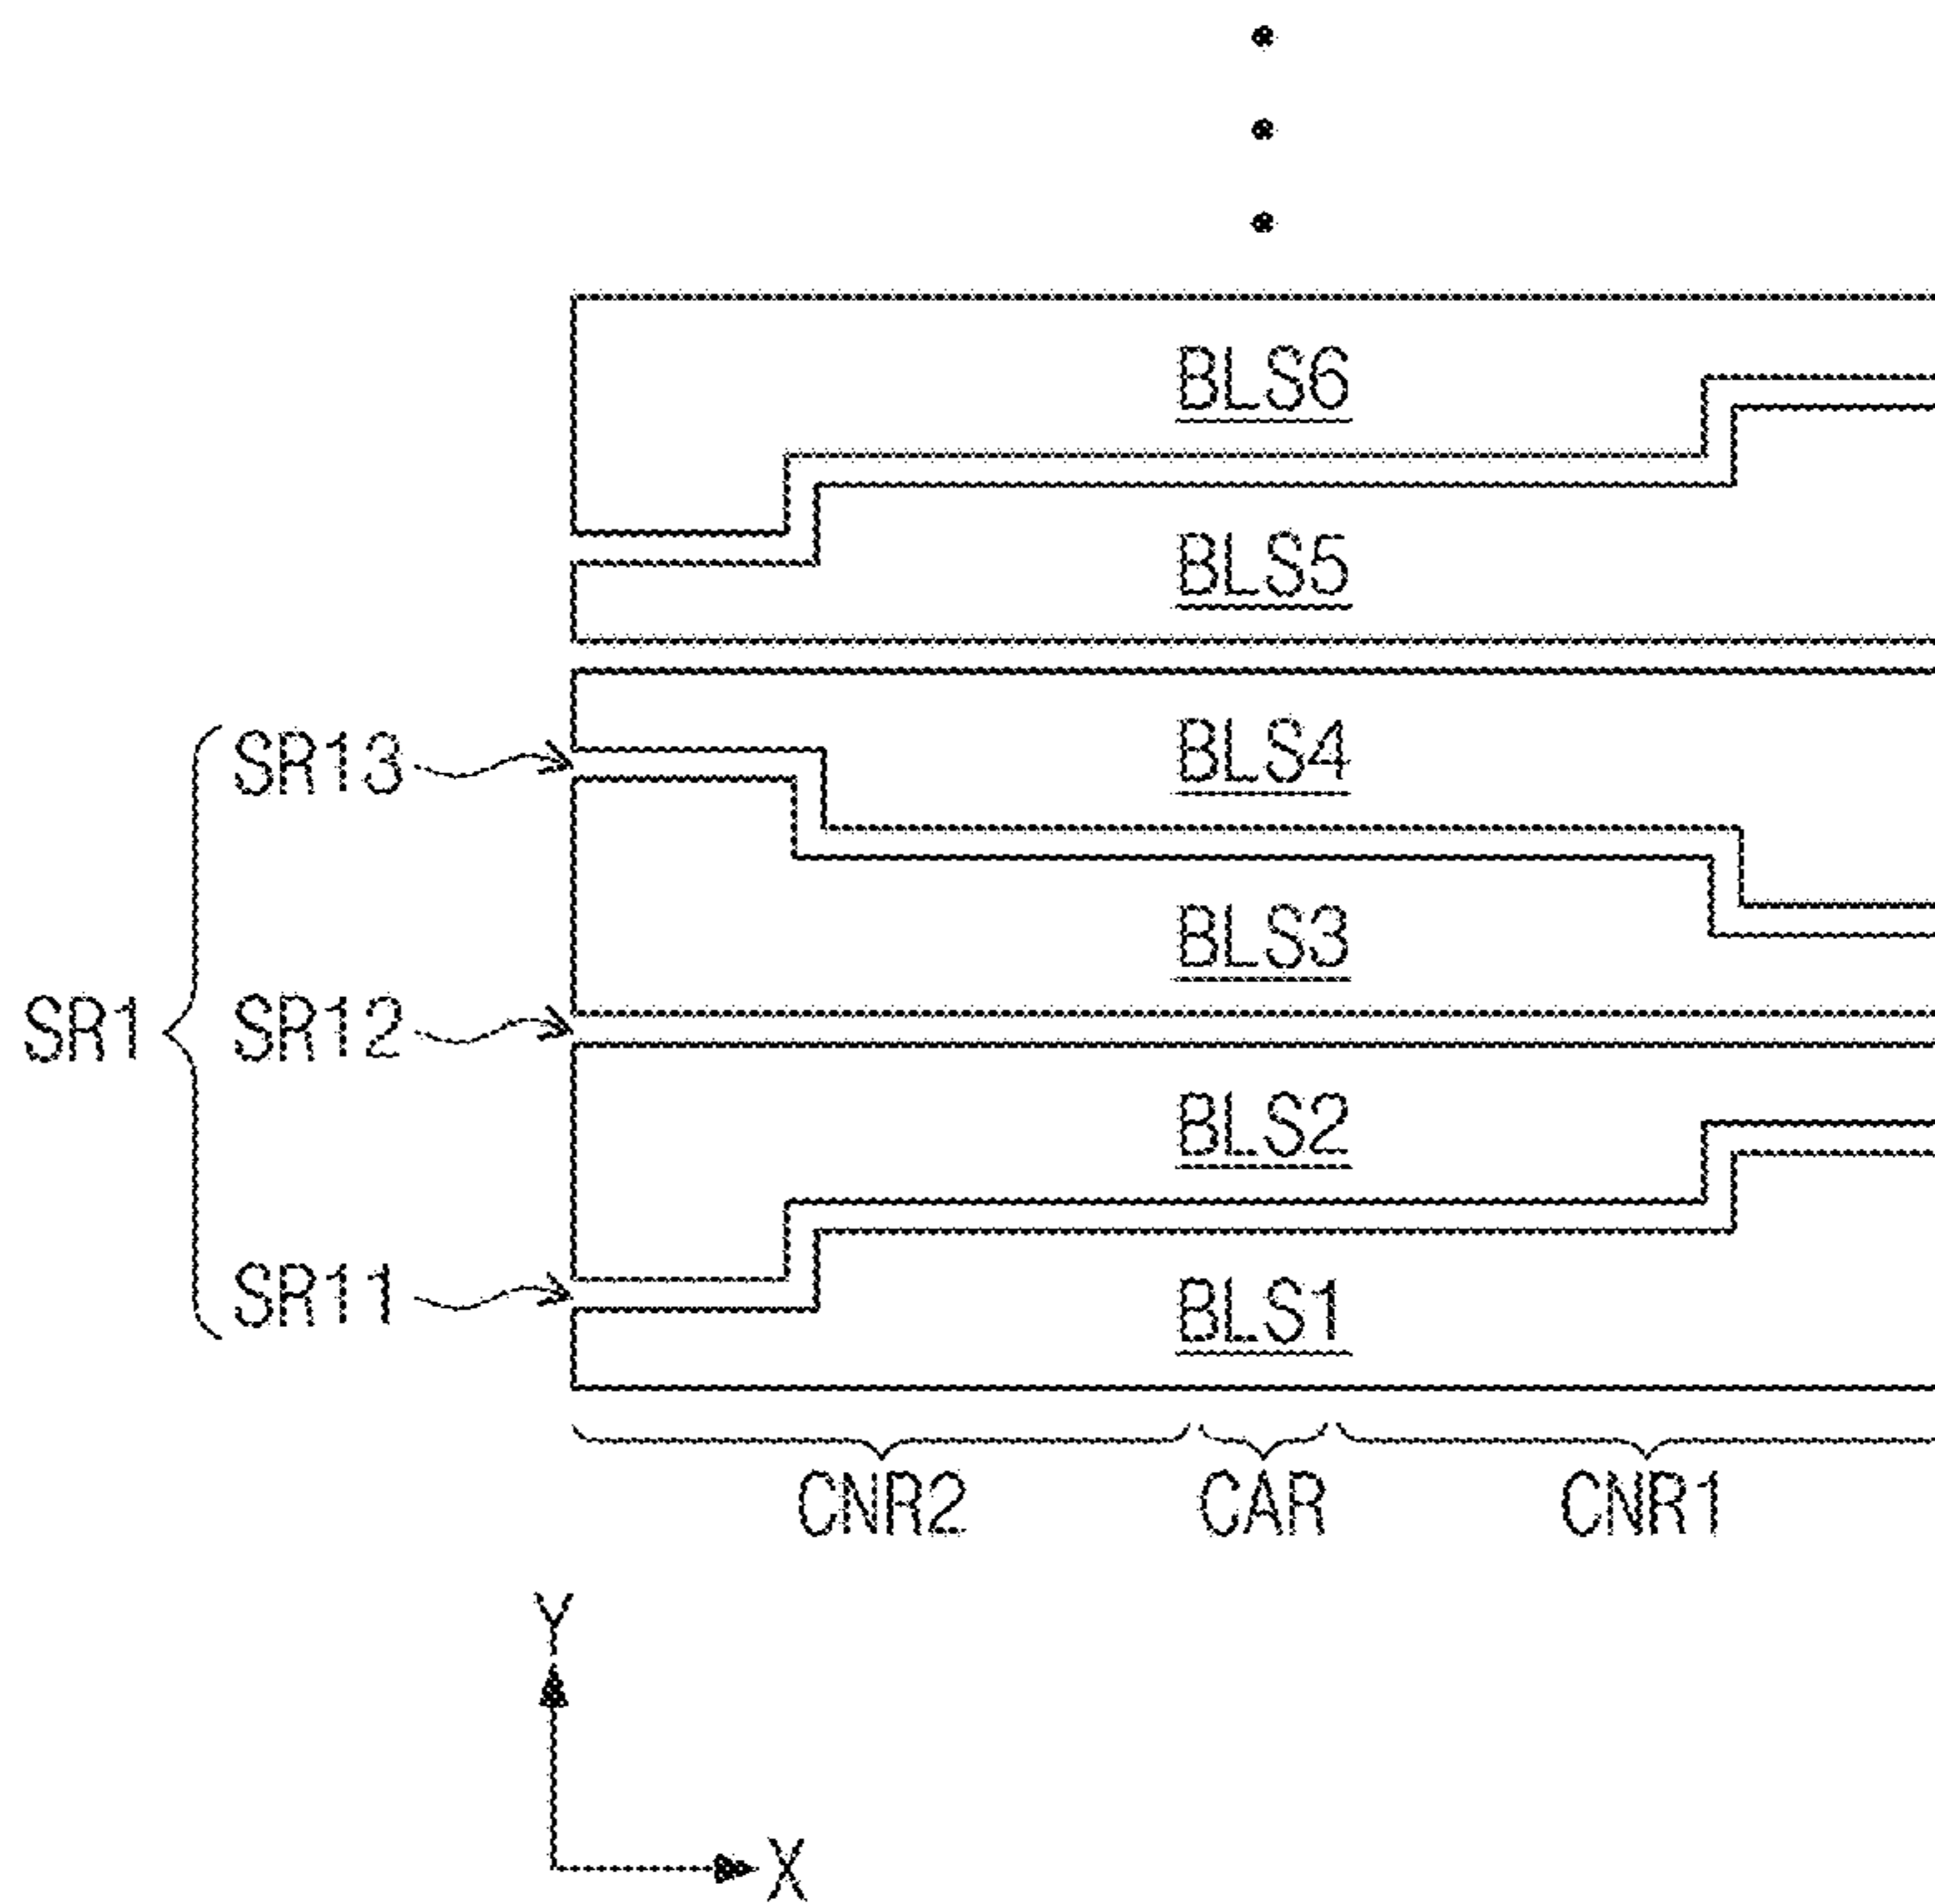 BLS6
BLS5
BLS4
SR13
BLS3
SR1
SR12
BLS2
SR11
BLS1
CNR2 CAR CNR1
Y
X